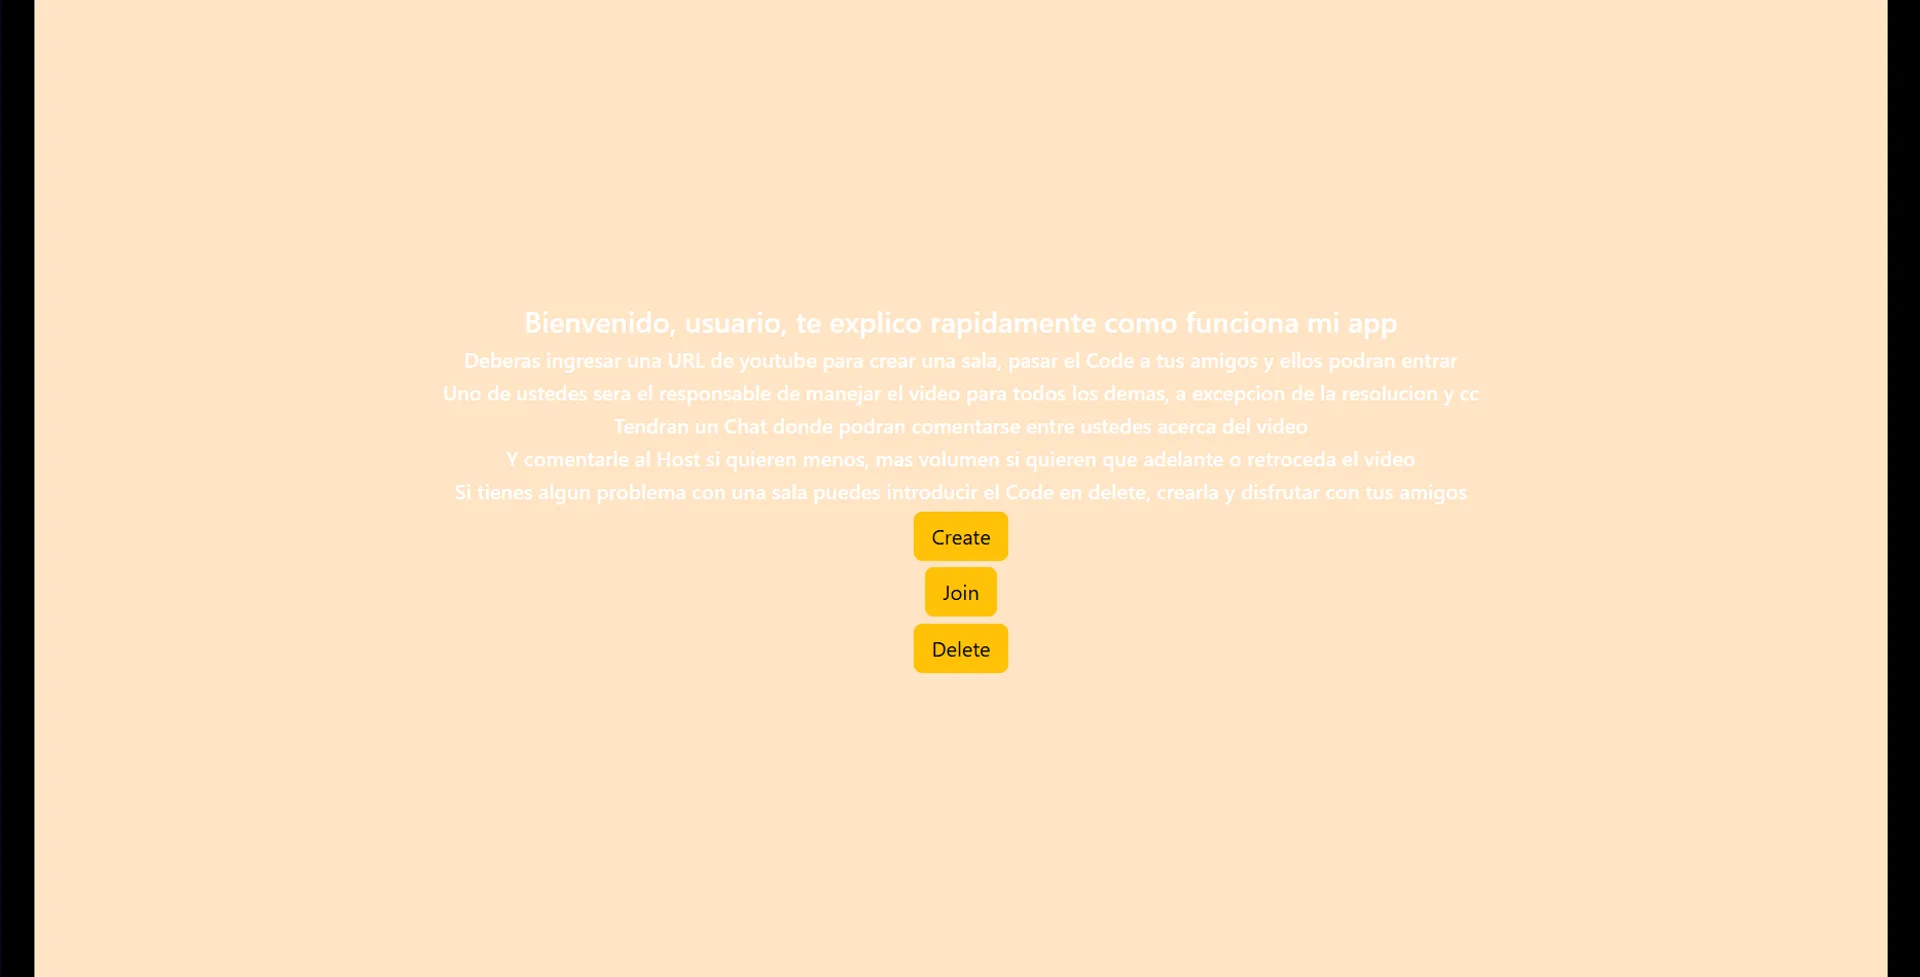 Bienvenido, usuario, te explico rapidamente como funciona mi app
Deberas ingresar una URL de youtube para crear una sala, pasar el Code a tus amigos y ellos podran entrar
Uno de ustedes sera el responsable de manejar el video para todos los demas, a excepcion de la resolucion y cc
Tendran un Chat donde podran comentarse entre ustedes acerca del video
Y comentarle al Host si quieren menos, mas volumen si quieren que adelante o retroceda el video
Si tienes algun problema con una sala puedes introducir el Code en delete, crearla y disfrutar con tus amigos
Create
Join
Delete